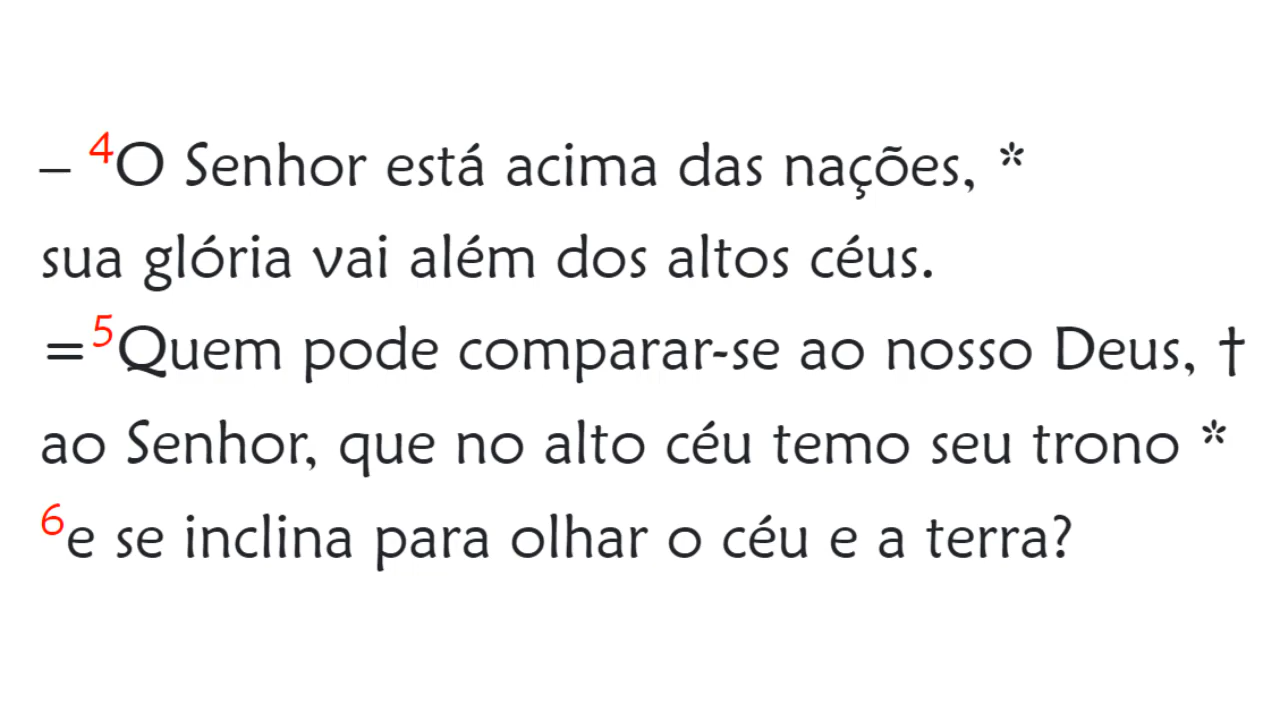 – ⁴O Senhor está acima das nações, *
sua glória vai além dos altos céus.
=⁵Quem pode comparar-se ao nosso Deus, †
ao Senhor, que no alto céu temo seu trono *
⁶e se inclina para olhar o céu e a terra?